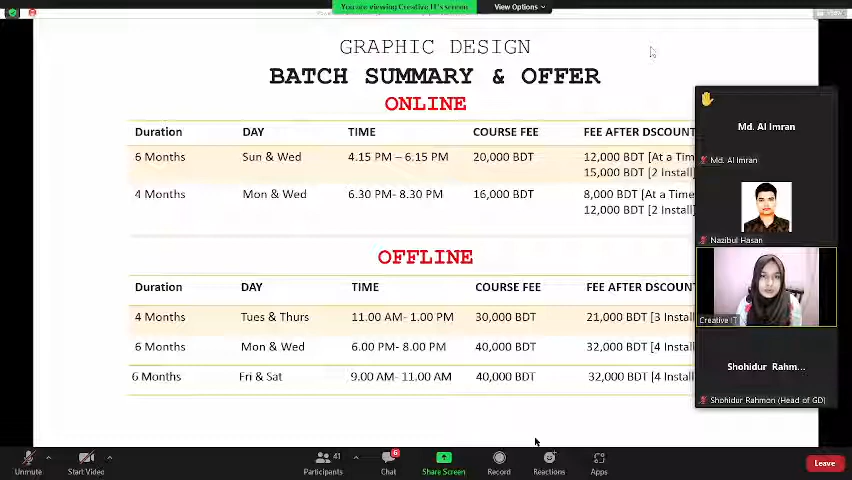 You are viewing Creative IT's screen
View Options
GRAPHIC DESIGN
BATCH SUMMARY & OFFER
ONLINE
Duration DAY TIME COURSE FEE FEE AFTER DSCOUNT
6 Months Sun & Wed 4.15 PM – 6.15 PM 20,000 BDT 12,000 BDT [At a Tim
15,000 BDT [2 Install]
4 Months Mon & Wed 6.30 PM- 8.30 PM 16,000 BDT 8,000 BDT [At a Time
12,000 BDT [2 Install]
OFFLINE
Duration DAY TIME COURSE FEE FEE AFTER DSCOUNT
4 Months Tues & Thurs 11.00 AM- 1.00 PM 30,000 BDT 21,000 BDT [3 Install
6 Months Mon & Wed 6.00 PM- 8.00 PM 40,000 BDT 32,000 BDT [4 Install
6 Months Fri & Sat 9.00 AM- 11.00 AM 40,000 BDT 32,000 BDT [4 Install
Md. Al Imran
Md. Al Imran
Nazibul Hasan
Creative IT
Shohidur Rahm...
Shohidur Rahmon (Head of GD)
Unmute
Start Video
Participants
41
Chat
6
Share Screen
Record
Reactions
Apps
Leave